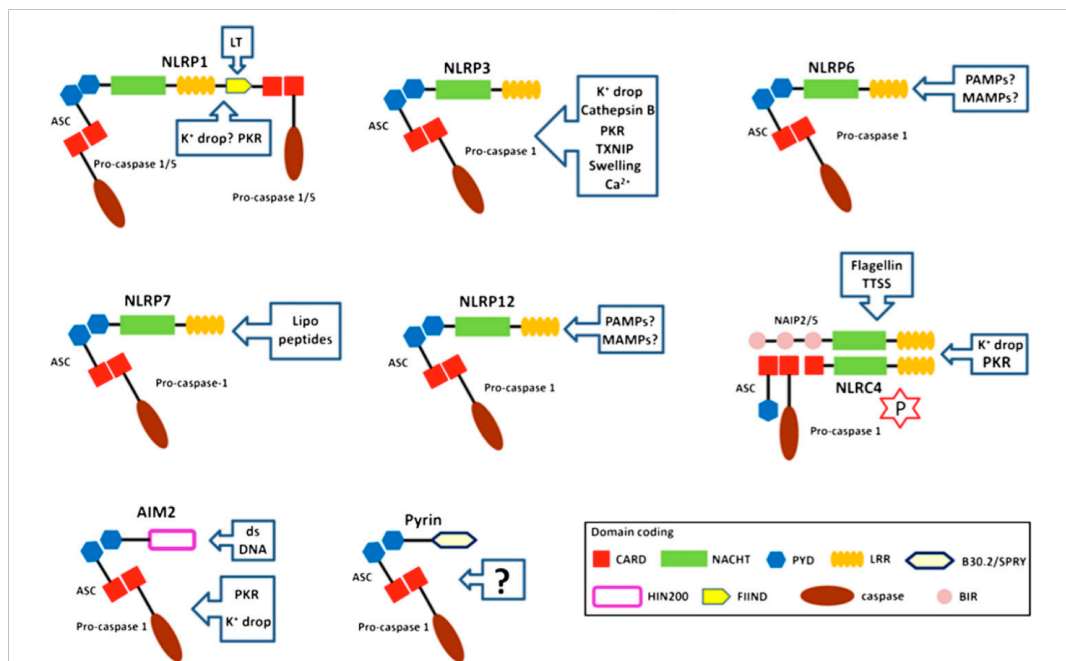 LT
NLRP1
ASC
K⁺ drop? PKR
Pro-caspase 1/5
Pro-caspase 1/5
NLRP3
ASC
Pro-caspase 1
K⁺ drop
Cathepsin B
PKR
TXNIP
Swelling
Ca²⁺
NLRP6
ASC
Pro-caspase 1
PAMPs?
MAMPs?
NLRP7
ASC
Pro-caspase-1
Lipo
peptides
NLRP12
ASC
Pro-caspase 1
PAMPs?
MAMPs?
Flagellin
TTSS
NAIP2/5
K⁺ drop
PKR
ASC
NLRC4
P
Pro-caspase 1
AIM2
ds
DNA
ASC
PKR
K⁺ drop
Pro-caspase 1
Pyrin
?
ASC
Pro-caspase 1
Domain coding
CARD NACHT PYD LRR B30.2/SPRY
HIN200 FIIND caspase BIR